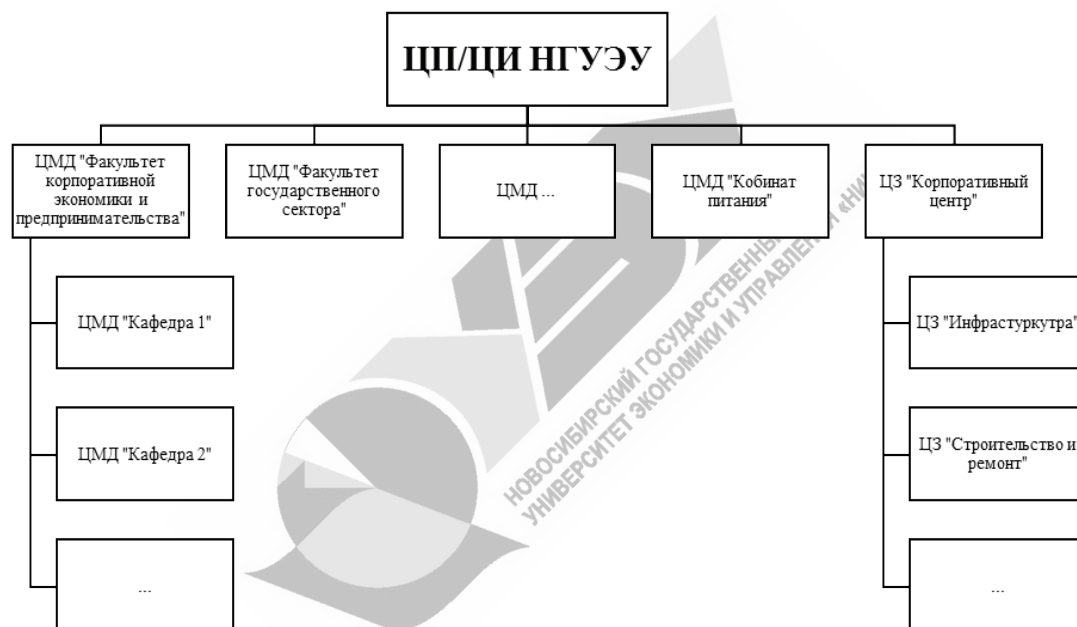 ЦП/ЦИ НГУЭУ
ЦМД "Факультет
корпоративной
экономики и
предпринимательства"
ЦМД "Факультет
государственного
сектора"
ЦМД ...
ЦМД "Кобинат
питания"
ЦЗ "Корпоративный
центр"
ЦМД "Кафедра 1"
ЦЗ "Инфрастуркутра"
ЦМД "Кафедра 2"
ЦЗ "Строительство и
ремонт"
...
...
НОВОСИБИРСКИЙ ГОСУДАРСТВЕННЫЙ
УНИВЕРСИТЕТ ЭКОНОМИКИ И УПРАВЛЕНИЯ